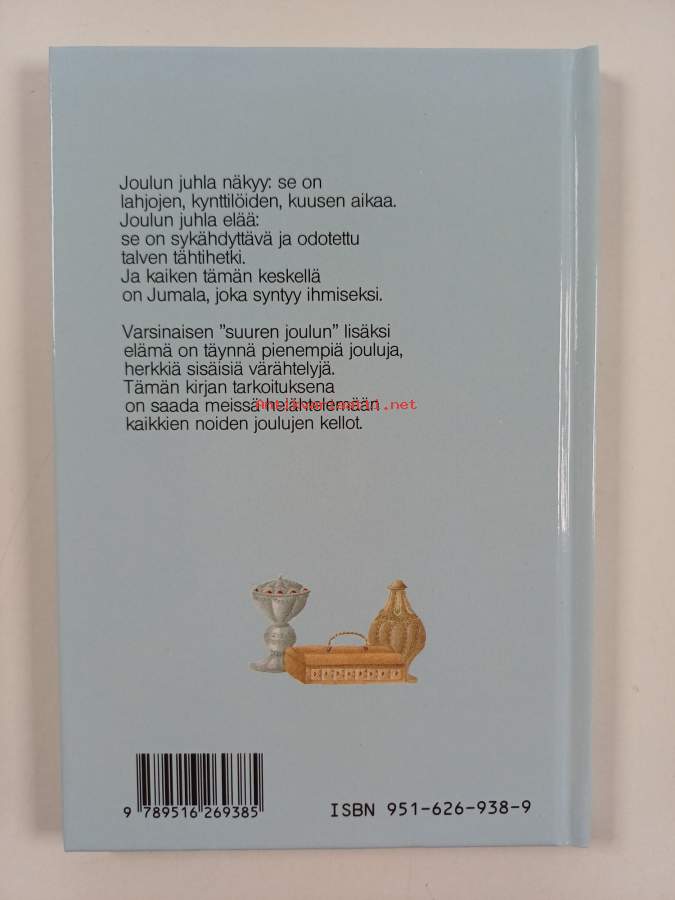 Joulun juhla näkyy: se on
lahjojen, kynttilöiden, kuusen aikaa.
Joulun juhla elää:
se on sykähdyttävä ja odotettu
talven tähtihetki.
Ja kaiken tämän keskellä
on Jumala, joka syntyy ihmiseksi.
Varsinaisen ”suuren joulun” lisäksi
elämä on täynnä pienempiä jouluja,
herkkiä sisäisiä värähtelyjä.
Tämän kirjan tarkoituksena
on saada meissä helähtelemään
kaikkien noiden joulujen kellot.
Antikvariaatti.net
9 789516 269385
ISBN 951-626-938-9